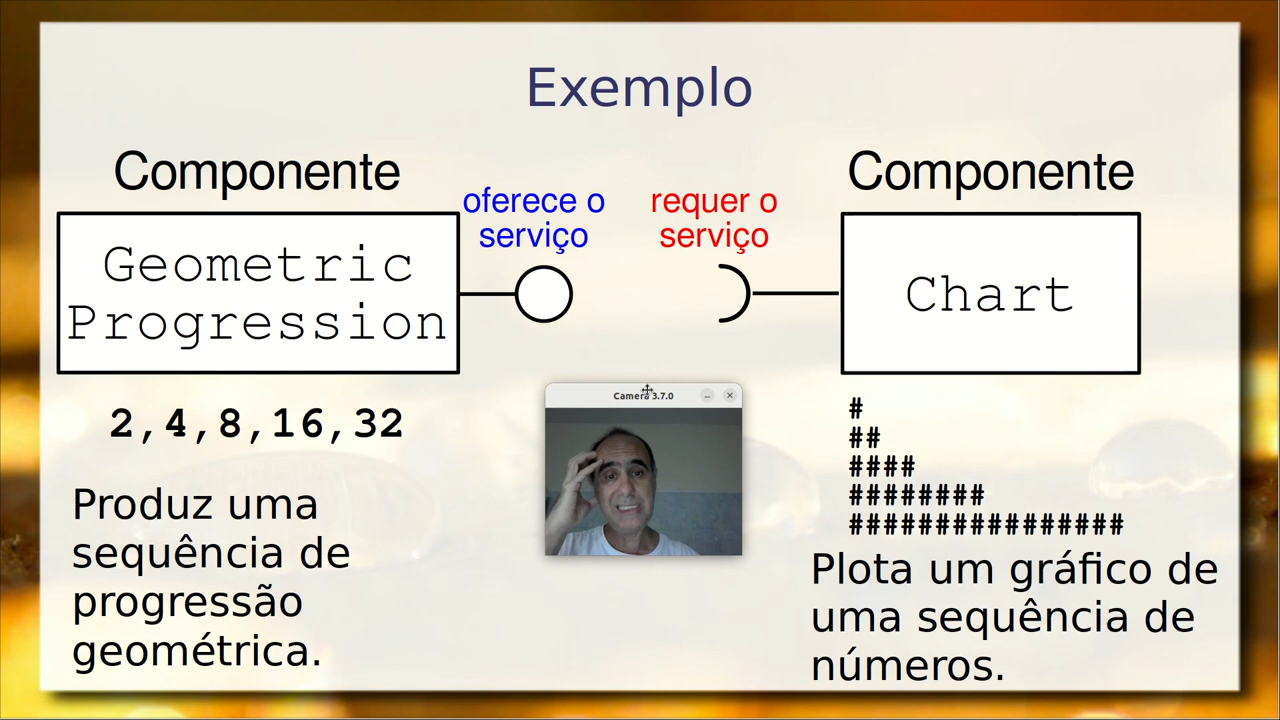 Exemplo
Componente
oferece o
serviço
requer o
serviço
Componente
Geometric
Progression
Chart
2,4,8,16,32
Produz uma
sequência de
progressão
geométrica.
Camera 3.7.0
#
##
####
########
################
Plota um gráfico de
uma sequência de
números.